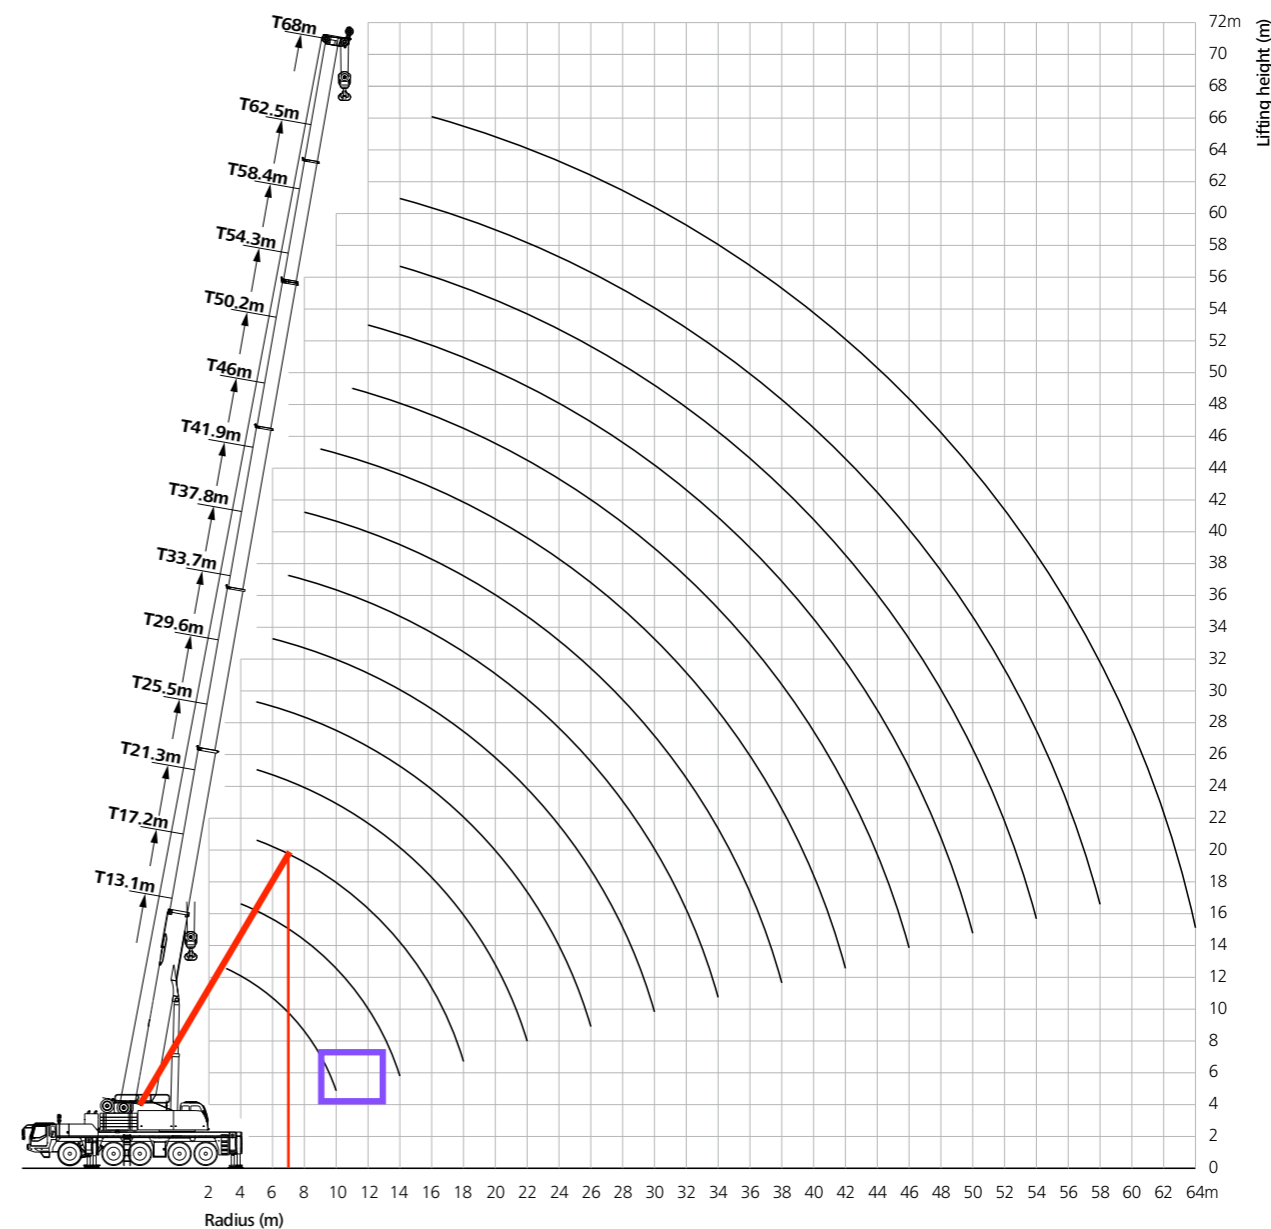 T68m
T62.5m
T58.4m
T54.3m
T50.2m
T46m
T41.9m
T37.8m
T33.7m
T29.6m
T25.5m
T21.3m
T17.2m
T13.1m
72m
70
68
66
64
62
60
58
56
54
52
50
48
46
44
42
40
38
36
34
32
30
28
26
24
22
20
18
16
14
12
10
8
6
4
2
0
Lifting height (m)
2 4 6 8 10 12 14 16 18 20 22 24 26 28 30 32 34 36 38 40 42 44 46 48 50 52 54 56 58 60 62 64m
Radius (m)